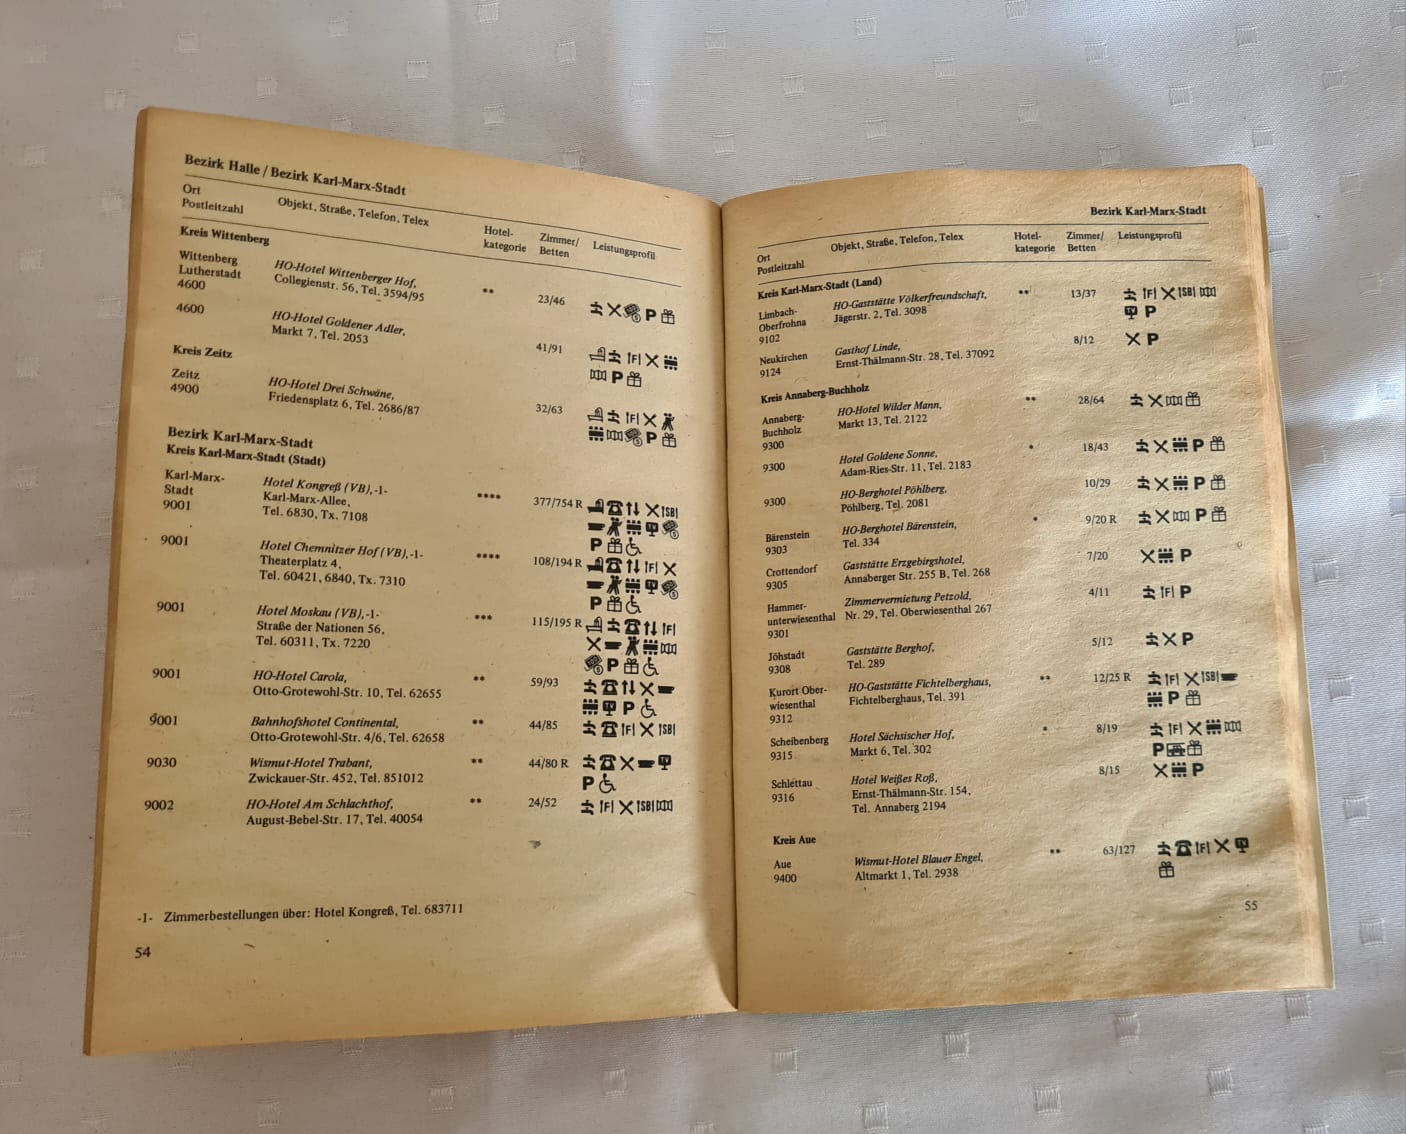 Bezirk Halle / Bezirk Karl-Marx-Stadt
Ort
Postleitzahl
Objekt, Straße, Telefon, Telex
Hotel-
kategorie
Zimmer/
Betten
Leistungsprofil
Kreis Wittenberg
Wittenberg
Lutherstadt
4600
HO-Hotel Wittenberger Hof,
Collegienstr. 56, Tel. 3594/95
**
23/46
P
4600
HO-Hotel Goldener Adler,
Markt 7, Tel. 2053
41/91
F
P
Kreis Zeitz
Zeitz
4900
HO-Hotel Drei Schwäne,
Friedensplatz 6, Tel. 2686/87
32/63
F
P
Bezirk Karl-Marx-Stadt
Kreis Karl-Marx-Stadt (Stadt)
Karl-Marx-
Stadt
9001
Hotel Kongreß (VB), -1-
Karl-Marx-Allee,
Tel. 6830, Tx. 7108
****
377/754 R
SB
P
9001
Hotel Chemnitzer Hof (VB), -1-
Theaterplatz 4,
Tel. 60421, 6840, Tx. 7310
****
108/194 R
F
P
9001
Hotel Moskau (VB), -1-
Straße der Nationen 56,
Tel. 60311, Tx. 7220
***
115/195 R
F
P
9001
HO-Hotel Carola,
Otto-Grotewohl-Str. 10, Tel. 62655
**
59/93
P
9001
Bahnhofshotel Continental,
Otto-Grotewohl-Str. 4/6, Tel. 62658
**
44/85
F SB
9030
Wismut-Hotel Trabant,
Zwickauer-Str. 452, Tel. 851012
**
44/80 R
P
9002
HO-Hotel Am Schlachthof,
August-Bebel-Str. 17, Tel. 40054
**
24/52
F SB
-1- Zimmerbestellungen über: Hotel Kongreß, Tel. 683711
54
Bezirk Karl-Marx-Stadt
Ort
Postleitzahl
Objekt, Straße, Telefon, Telex
Hotel-
kategorie
Zimmer/
Betten
Leistungsprofil
Kreis Karl-Marx-Stadt (Land)
Limbach-
Oberfrohna
9102
HO-Gaststätte Völkerfreundschaft,
Jägerstr. 2, Tel. 3098
**
13/37
F SB
P
Neukirchen
9124
Gasthof Linde,
Ernst-Thälmann-Str. 28, Tel. 37092
8/12
P
Kreis Annaberg-Buchholz
Annaberg-
Buchholz
9300
HO-Hotel Wilder Mann,
Markt 13, Tel. 2122
**
28/64
9300
Hotel Goldene Sonne,
Adam-Ries-Str. 11, Tel. 2183
*
18/43
P
9300
HO-Berghotel Pöhlberg,
Pöhlberg, Tel. 2081
10/29
P
Bärenstein
9303
HO-Berghotel Bärenstein,
Tel. 334
*
9/20 R
P
Crottendorf
9305
Gaststätte Erzgebirgshotel,
Annaberger Str. 255 B, Tel. 268
7/20
P
Hammer-
unterwiesenthal
9301
Zimmervermietung Petzold,
Nr. 29, Tel. Oberwiesenthal 267
4/11
F P
Jöhstadt
9308
Gaststätte Berghof,
Tel. 289
5/12
P
Kurort Ober-
wiesenthal
9312
HO-Gaststätte Fichtelberghaus,
Fichtelberghaus, Tel. 391
**
12/25 R
F SB
P
Scheibenberg
9315
Hotel Sächsischer Hof,
Markt 6, Tel. 302
*
8/19
F
P
Schlettau
9316
Hotel Weißes Roß,
Ernst-Thälmann-Str. 154,
Tel. Annaberg 2194
8/15
P
Kreis Aue
Aue
9400
Wismut-Hotel Blauer Engel,
Altmarkt 1, Tel. 2938
**
63/127
F
55